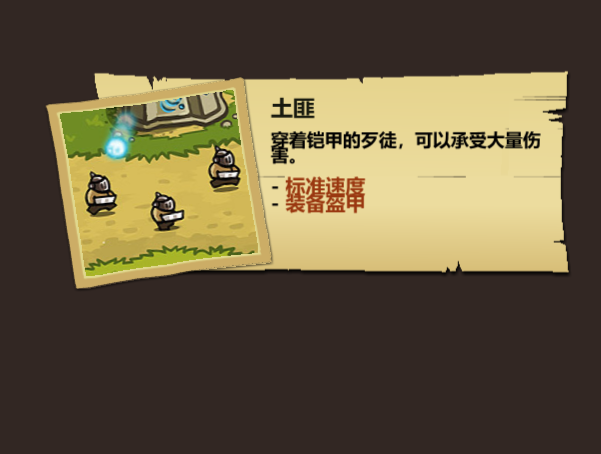 土匪
穿着铠甲的歹徒，可以承受大量伤
害。
- 标准速度
- 装备盔甲